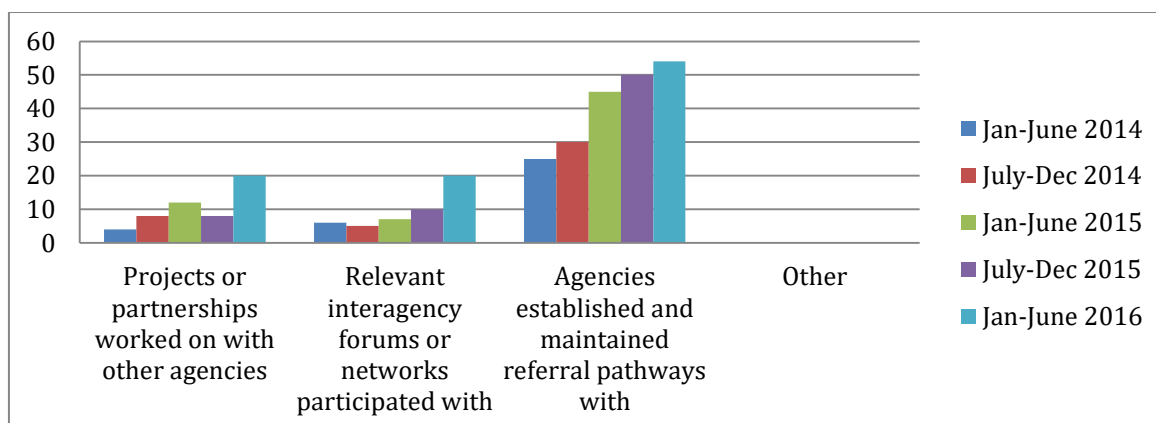 60
50
40
30
20
10
0
Projects or
partnerships
worked on with
other agencies
Relevant
interagency
forums or
networks
participated with
Agencies
established and
maintained
referral pathways
with
Other
Jan-June 2014
July-Dec 2014
Jan-June 2015
July-Dec 2015
Jan-June 2016